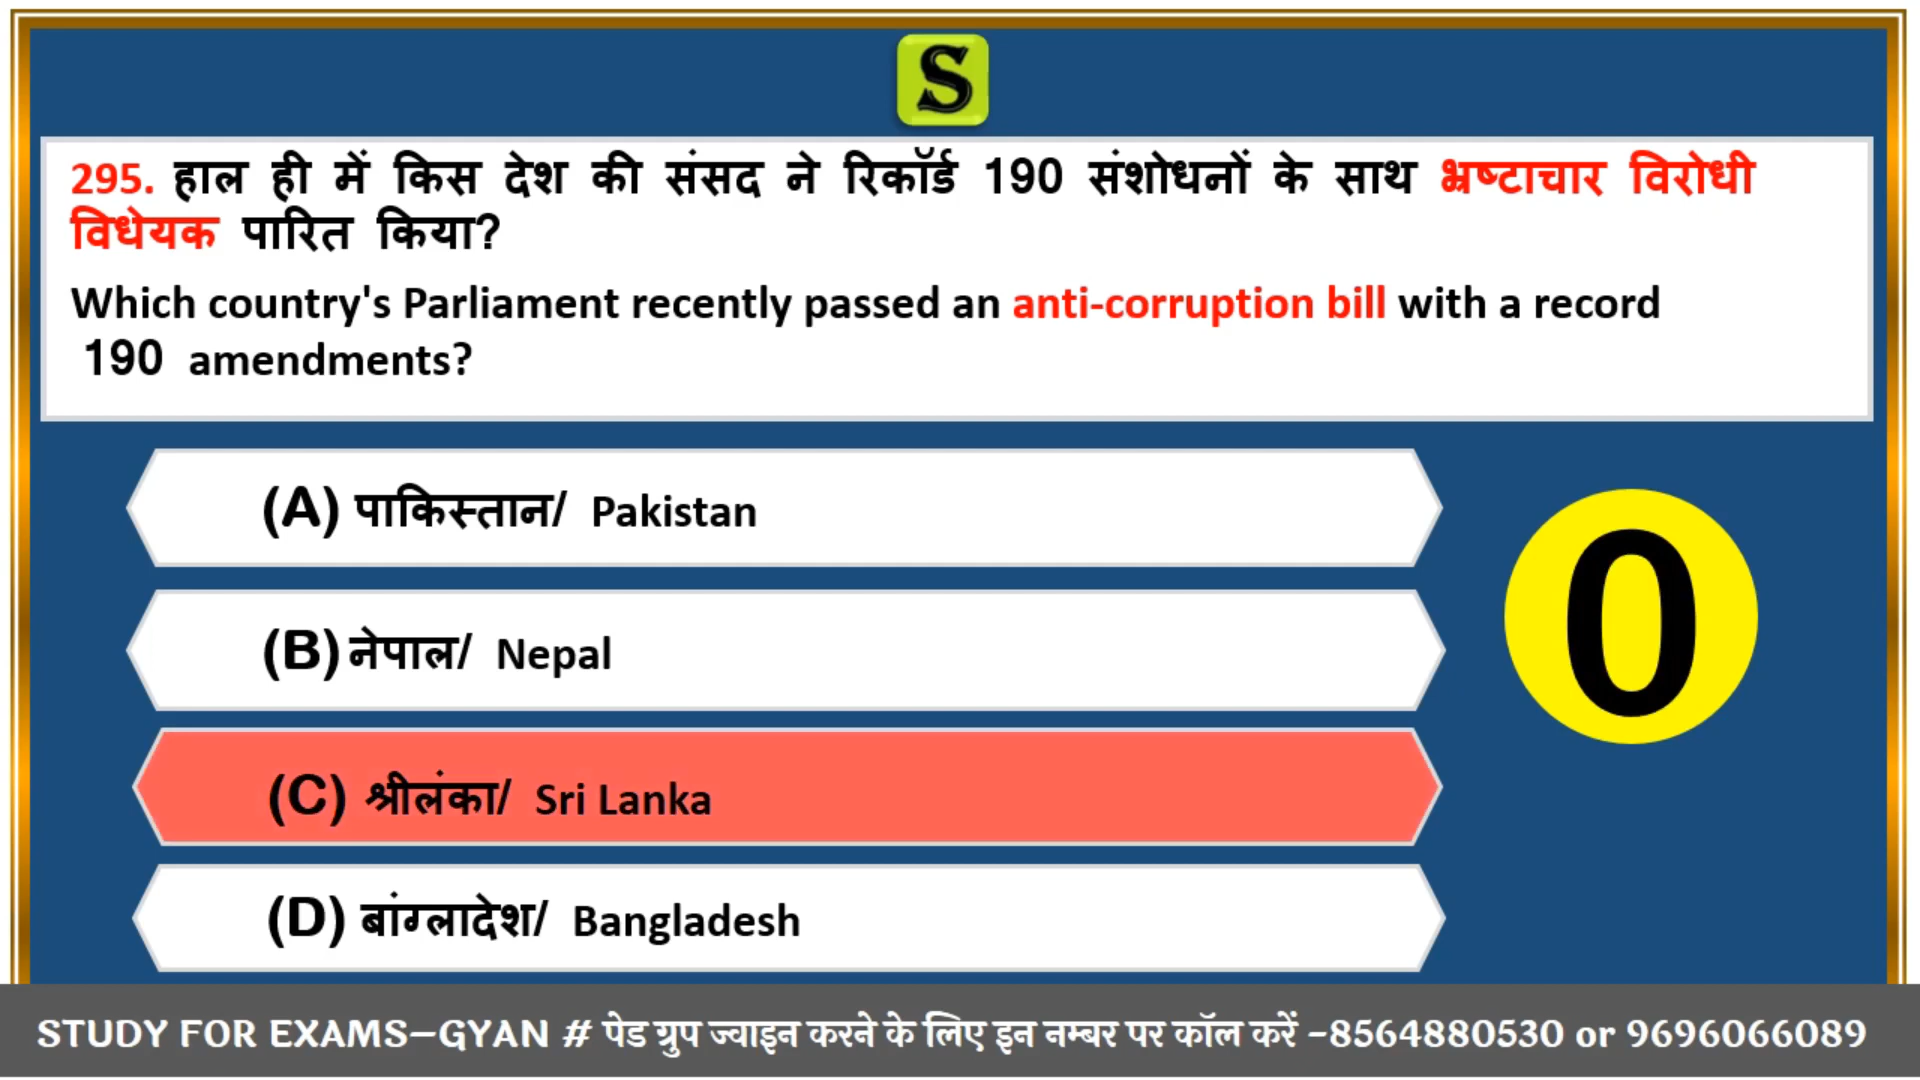 S
295. हाल ही में किस देश की संसद ने रिकॉर्ड 190 संशोधनों के साथ भ्रष्टाचार विरोधी
विधेयक पारित किया?
Which country's Parliament recently passed an anti-corruption bill with a record
190 amendments?
(A) पाकिस्तान/ Pakistan
(B) नेपाल/ Nepal
0
(C) श्रीलंका/ Sri Lanka
(D) बांग्लादेश/ Bangladesh
STUDY FOR EXAMS–GYAN # पेड ग्रुप ज्वाइन करने के लिए इन नम्बर पर कॉल करें –8564880530 or 9696066089